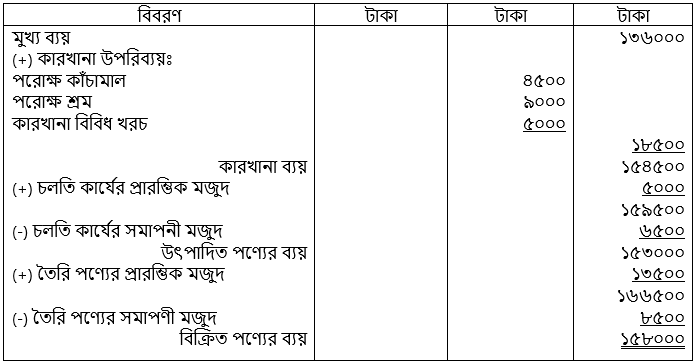 বিবরণ টাকা টাকা টাকা
মুখ্য ব্যয় ১৩৬০০০
(+) কারখানা উপরিব্যয়ঃ
পরোক্ষ কাঁচামাল ৪৫০০
পরোক্ষ শ্রম ৯০০০
কারখানা বিবিধ খরচ ৫০০০
১৮৫০০
কারখানা ব্যয় ১৫৪৫০০
(+) চলতি কার্যের প্রারম্ভিক মজুদ ৫০০০
১৫৯৫০০
(-) চলতি কার্যের সমাপনী মজুদ ৬৫০০
উৎপাদিত পণ্যের ব্যয় ১৫৩০০০
(+) তৈরি পণ্যের প্রারম্ভিক মজুদ ১৩৫০০
১৬৬৫০০
(-) তৈরি পণ্যের সমাপণী মজুদ ৮৫০০
বিক্রিত পণ্যের ব্যয় ১৫৮০০০